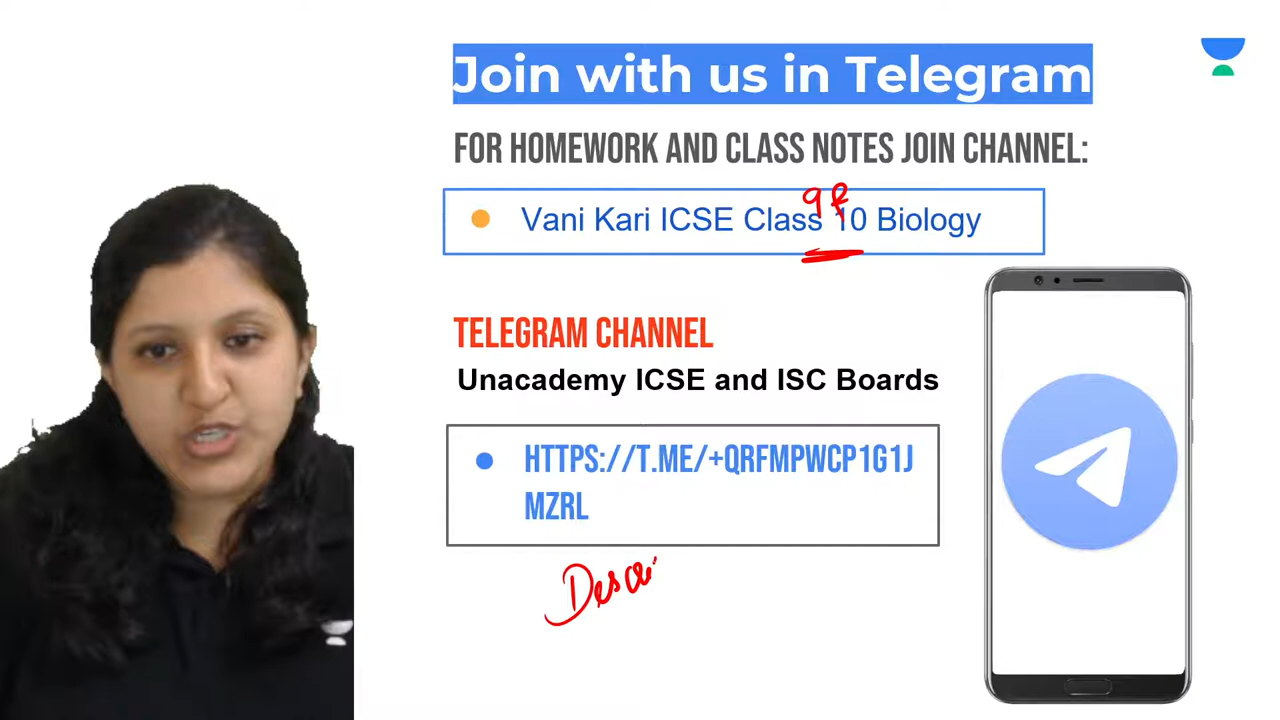 Join with us in Telegram
FOR HOMEWORK AND CLASS NOTES JOIN CHANNEL:
9 &
Vani Kari ICSE Class 10 Biology
TELEGRAM CHANNEL
Unacademy ICSE and ISC Boards
HTTPS://T.ME/+QRFMPWCP1G1J
MZRL
Descri